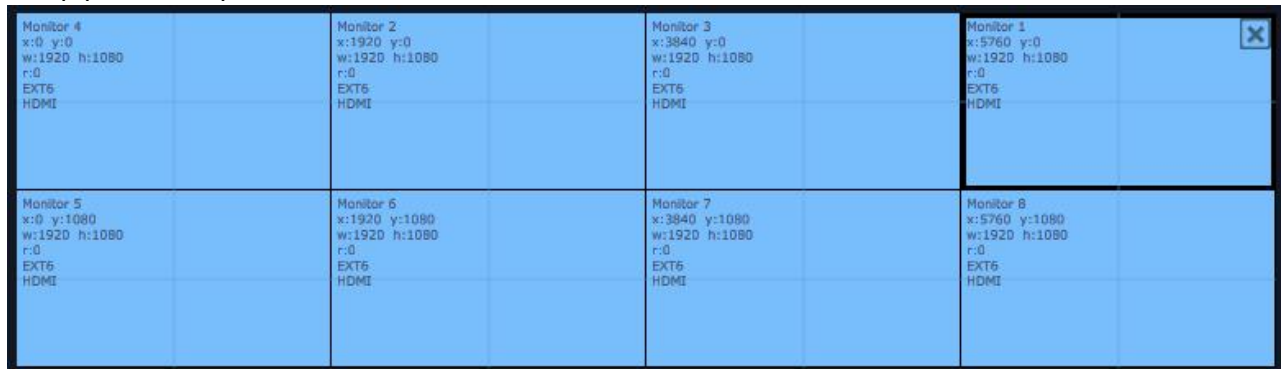 Monitor 4
x:0 y:0
w:1920 h:1080
r:0
EXT6
HDMI
Monitor 2
x:1920 y:0
w:1920 h:1080
r:0
EXT6
HDMI
Monitor 3
x:3840 y:0
w:1920 h:1080
r:0
EXT6
HDMI
Monitor 1
x:5760 y:0
w:1920 h:1080
r:0
EXT6
HDMI
Monitor 5
x:0 y:1080
w:1920 h:1080
r:0
EXT6
HDMI
Monitor 6
x:1920 y:1080
w:1920 h:1080
r:0
EXT6
HDMI
Monitor 7
x:3840 y:1080
w:1920 h:1080
r:0
EXT6
HDMI
Monitor 8
x:5760 y:1080
w:1920 h:1080
r:0
EXT6
HDMI